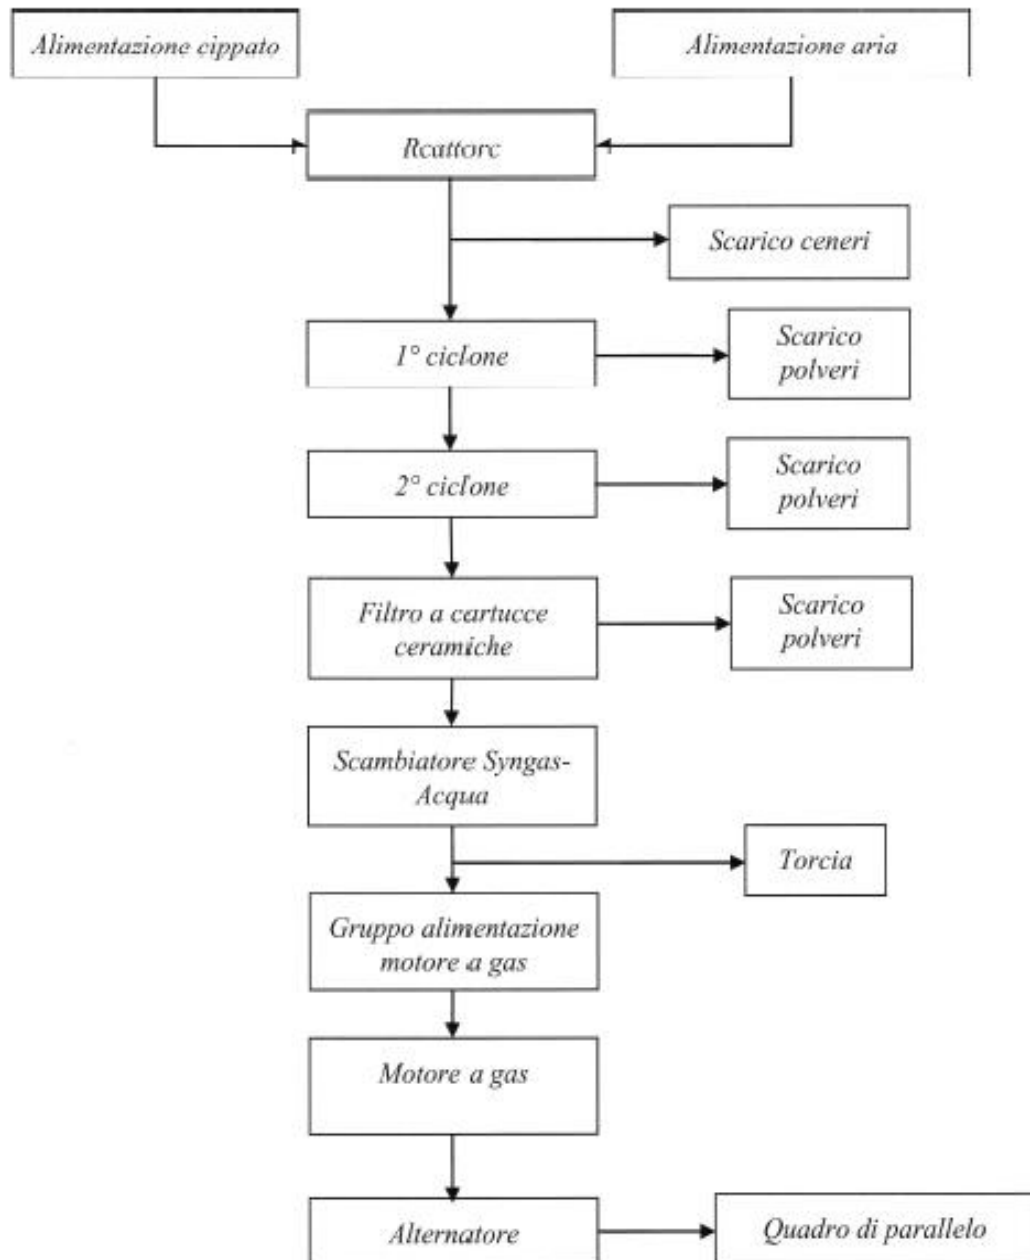 Alimentazione cippato
Alimentazione aria
Reattore
Scarico ceneri
1° ciclone
Scarico
polveri
2° ciclone
Scarico
polveri
Filtro a cartucce
ceramiche
Scarico
polveri
Scambiatore Syngas-
Acqua
Torcia
Gruppo alimentazione
motore a gas
Motore a gas
Alternatore
Quadro di parallelo